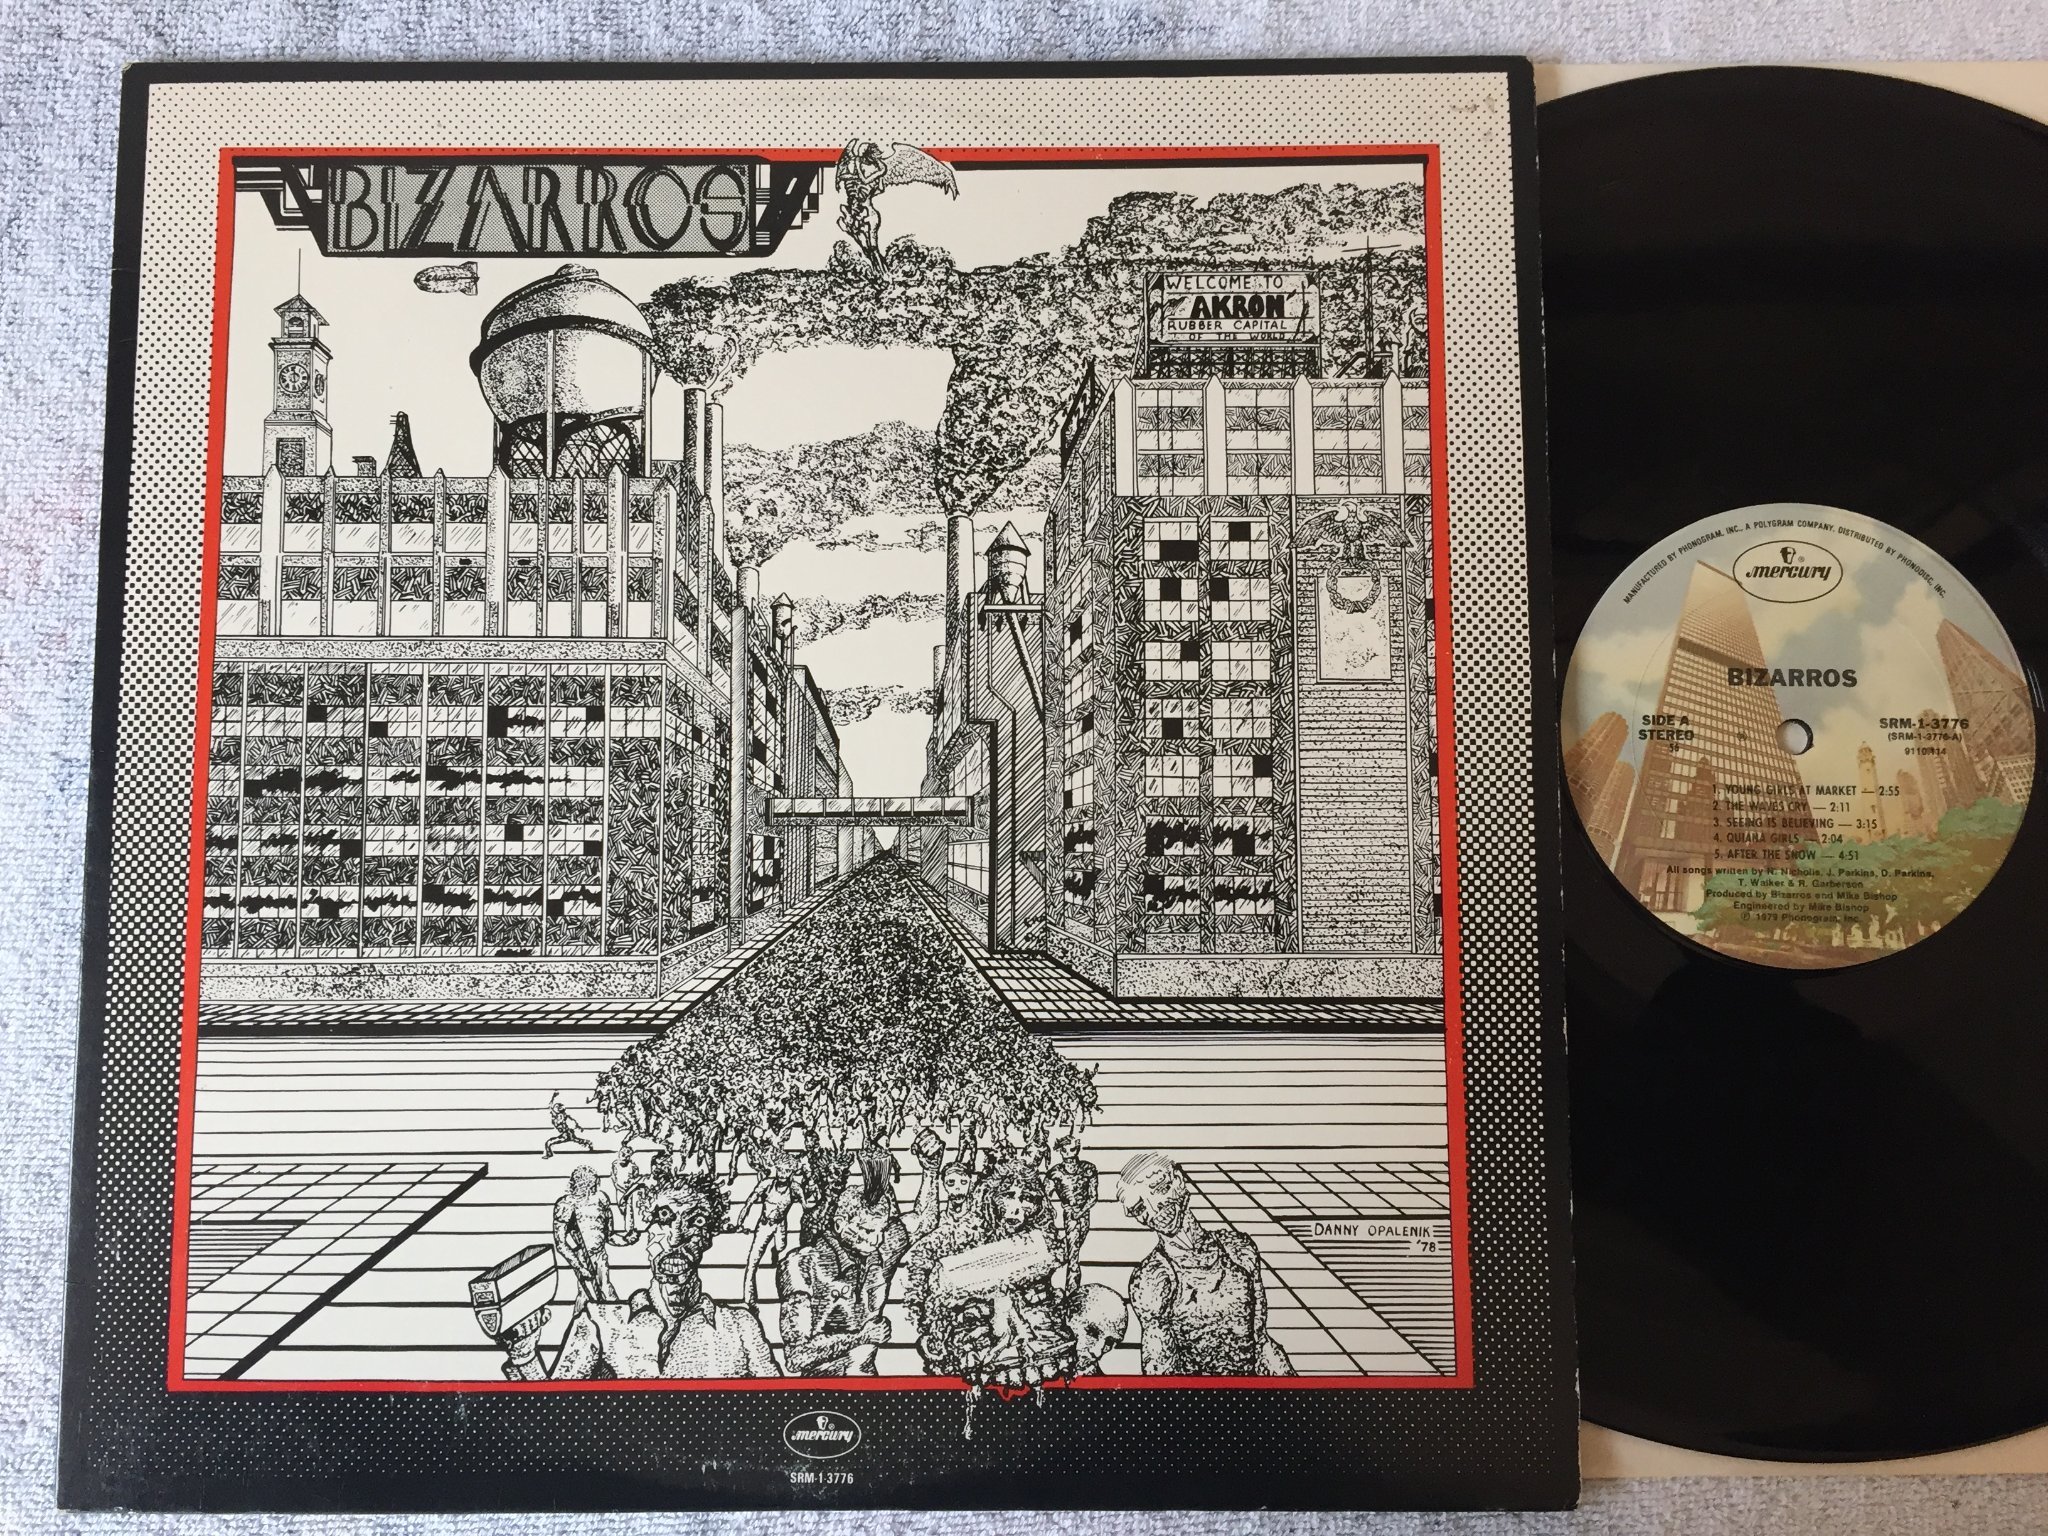 BIZARROS
WELCOME TO
"AKRON"
RUBBER CAPITAL
OF THE WORLD
DANNY OPALENIK
'78
mercury
SRM-1-3776
MANUFACTURED BY PHONOGRAM, INC., A POLYGRAM COMPANY. DISTRIBUTED BY PHONODISC, INC.
mercury
BIZARROS
SIDE A
STEREO
56
SRM-1-3776
(SRM-1-3776-A)
1. YOUNG GIRLS AT MARKET — 2:55
2. THE WAVES CRY — 2:11
3. SEEING IS BELIEVING — 3:15
4. QUIANA GIRLS — 2:04
5. AFTER THE SNOW — 4:51
All songs written by R. Nicholis, J. Parkins, D. Parkins,
T. Walker & R. Garberson
Produced by Bizarros and Mike Bishop
Engineered by Mike Bishop
℗ 1979 Phonogram, Inc.